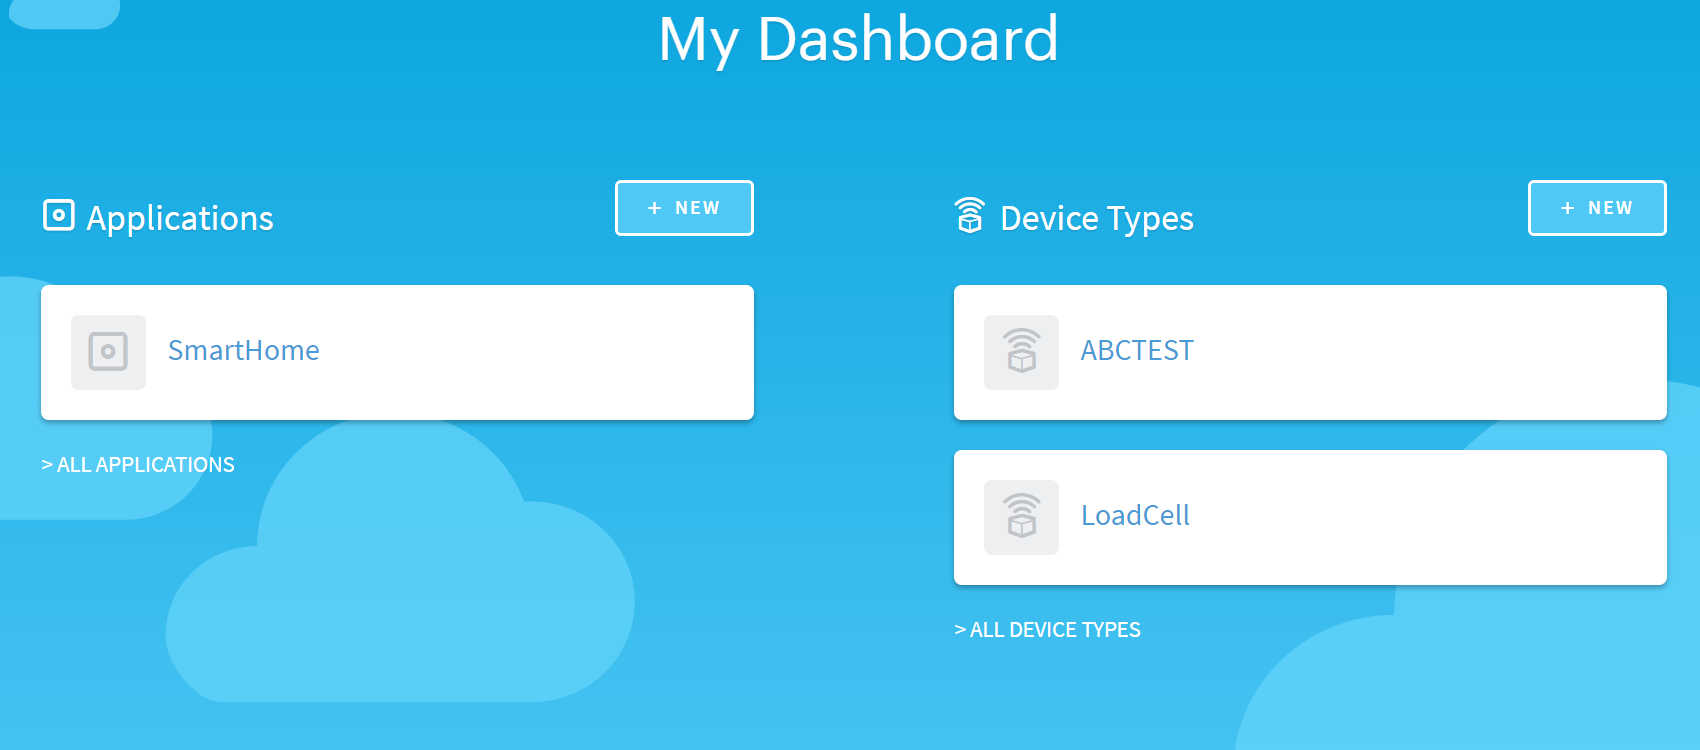 My Dashboard
Applications
+ NEW
SmartHome
> ALL APPLICATIONS
Device Types
+ NEW
ABCTEST
LoadCell
> ALL DEVICE TYPES